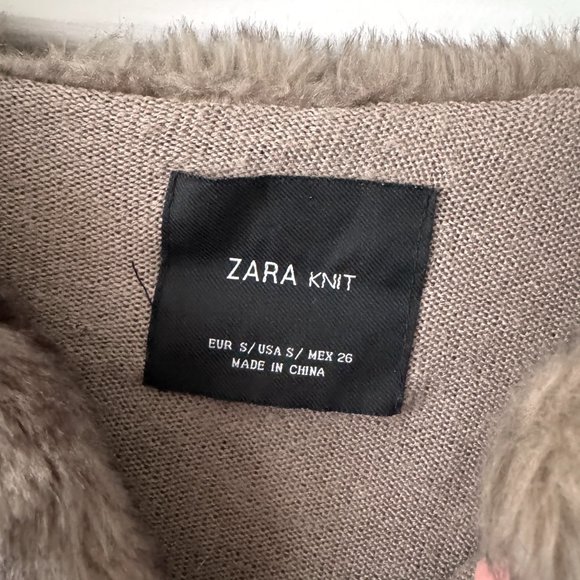 ZARA KNIT
EUR S/ USA S/ MEX 26
MADE IN CHINA